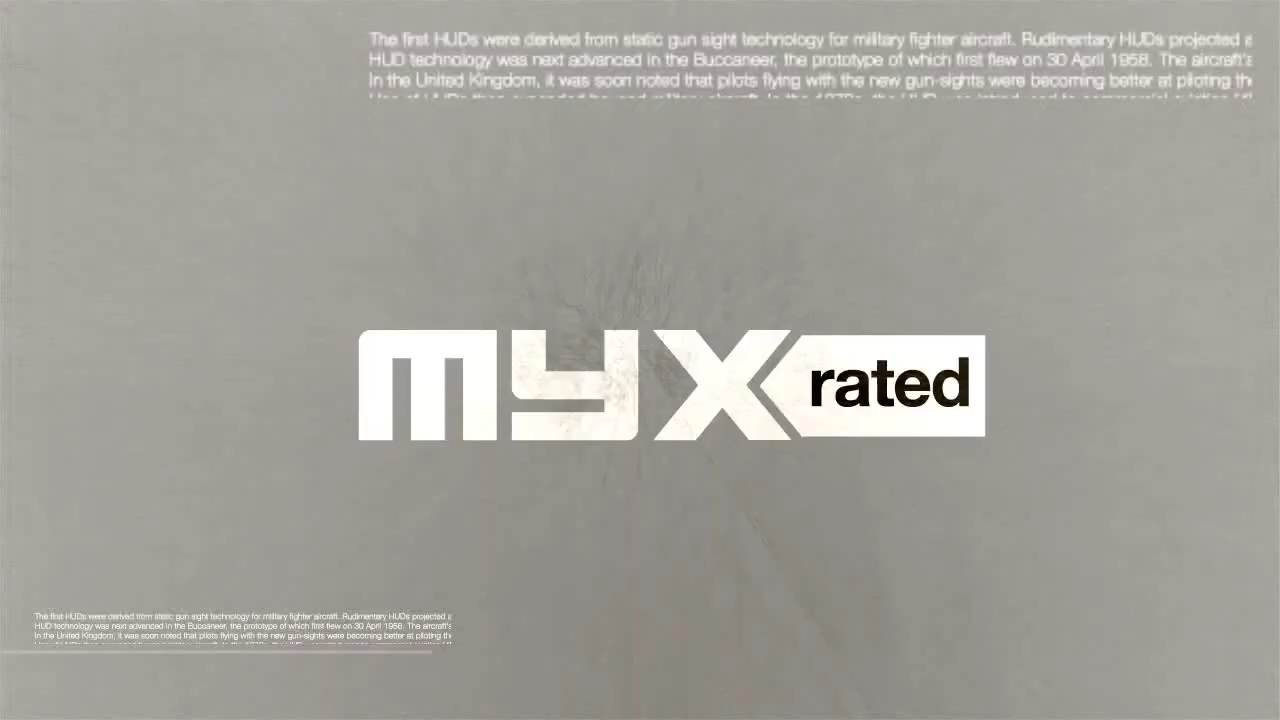 The first HUDs were derived from static gun sight technology for military fighter aircraft. Rudimentary HUDs projected a
HUD technology was next advanced in the Buccaneer, the prototype of which first flew on 30 April 1958. The aircraft's
In the United Kingdom, it was soon noted that pilots flying with the new gun-sights were becoming better at piloting th
MYX rated
The first HUDs were derived from static gun sight technology for military fighter aircraft. Rudimentary HUDs projected a
HUD technology was next advanced in the Buccaneer, the prototype of which first flew on 30 April 1958. The aircraft's
In the United Kingdom, it was soon noted that pilots flying with the new gun-sights were becoming better at piloting th